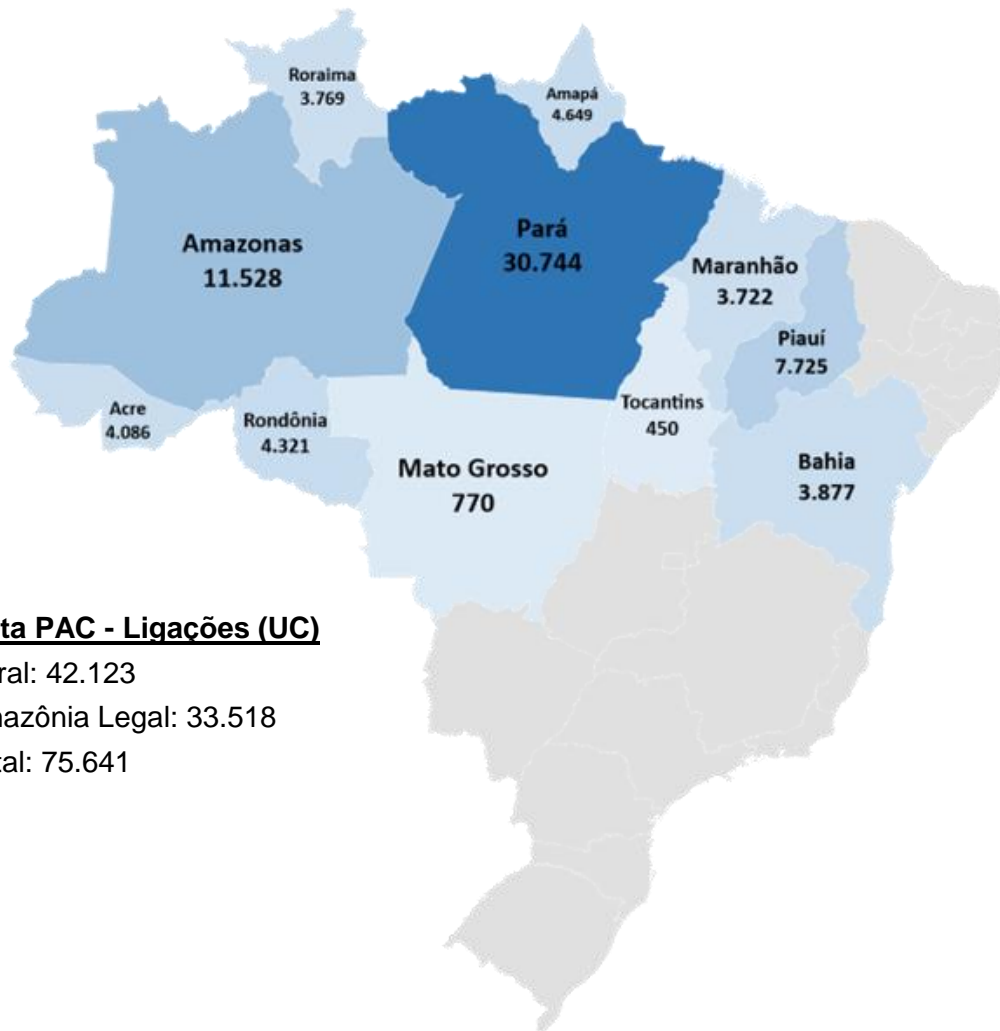 Roraima
3.769
Amapá
4.649
Amazonas
11.528
Pará
30.744
Maranhão
3.722
Piauí
7.725
Acre
4.086
Rondônia
4.321
Tocantins
450
Mato Grosso
770
Bahia
3.877
ta PAC - Ligações (UC)
ral: 42.123
nazônia Legal: 33.518
tal: 75.641